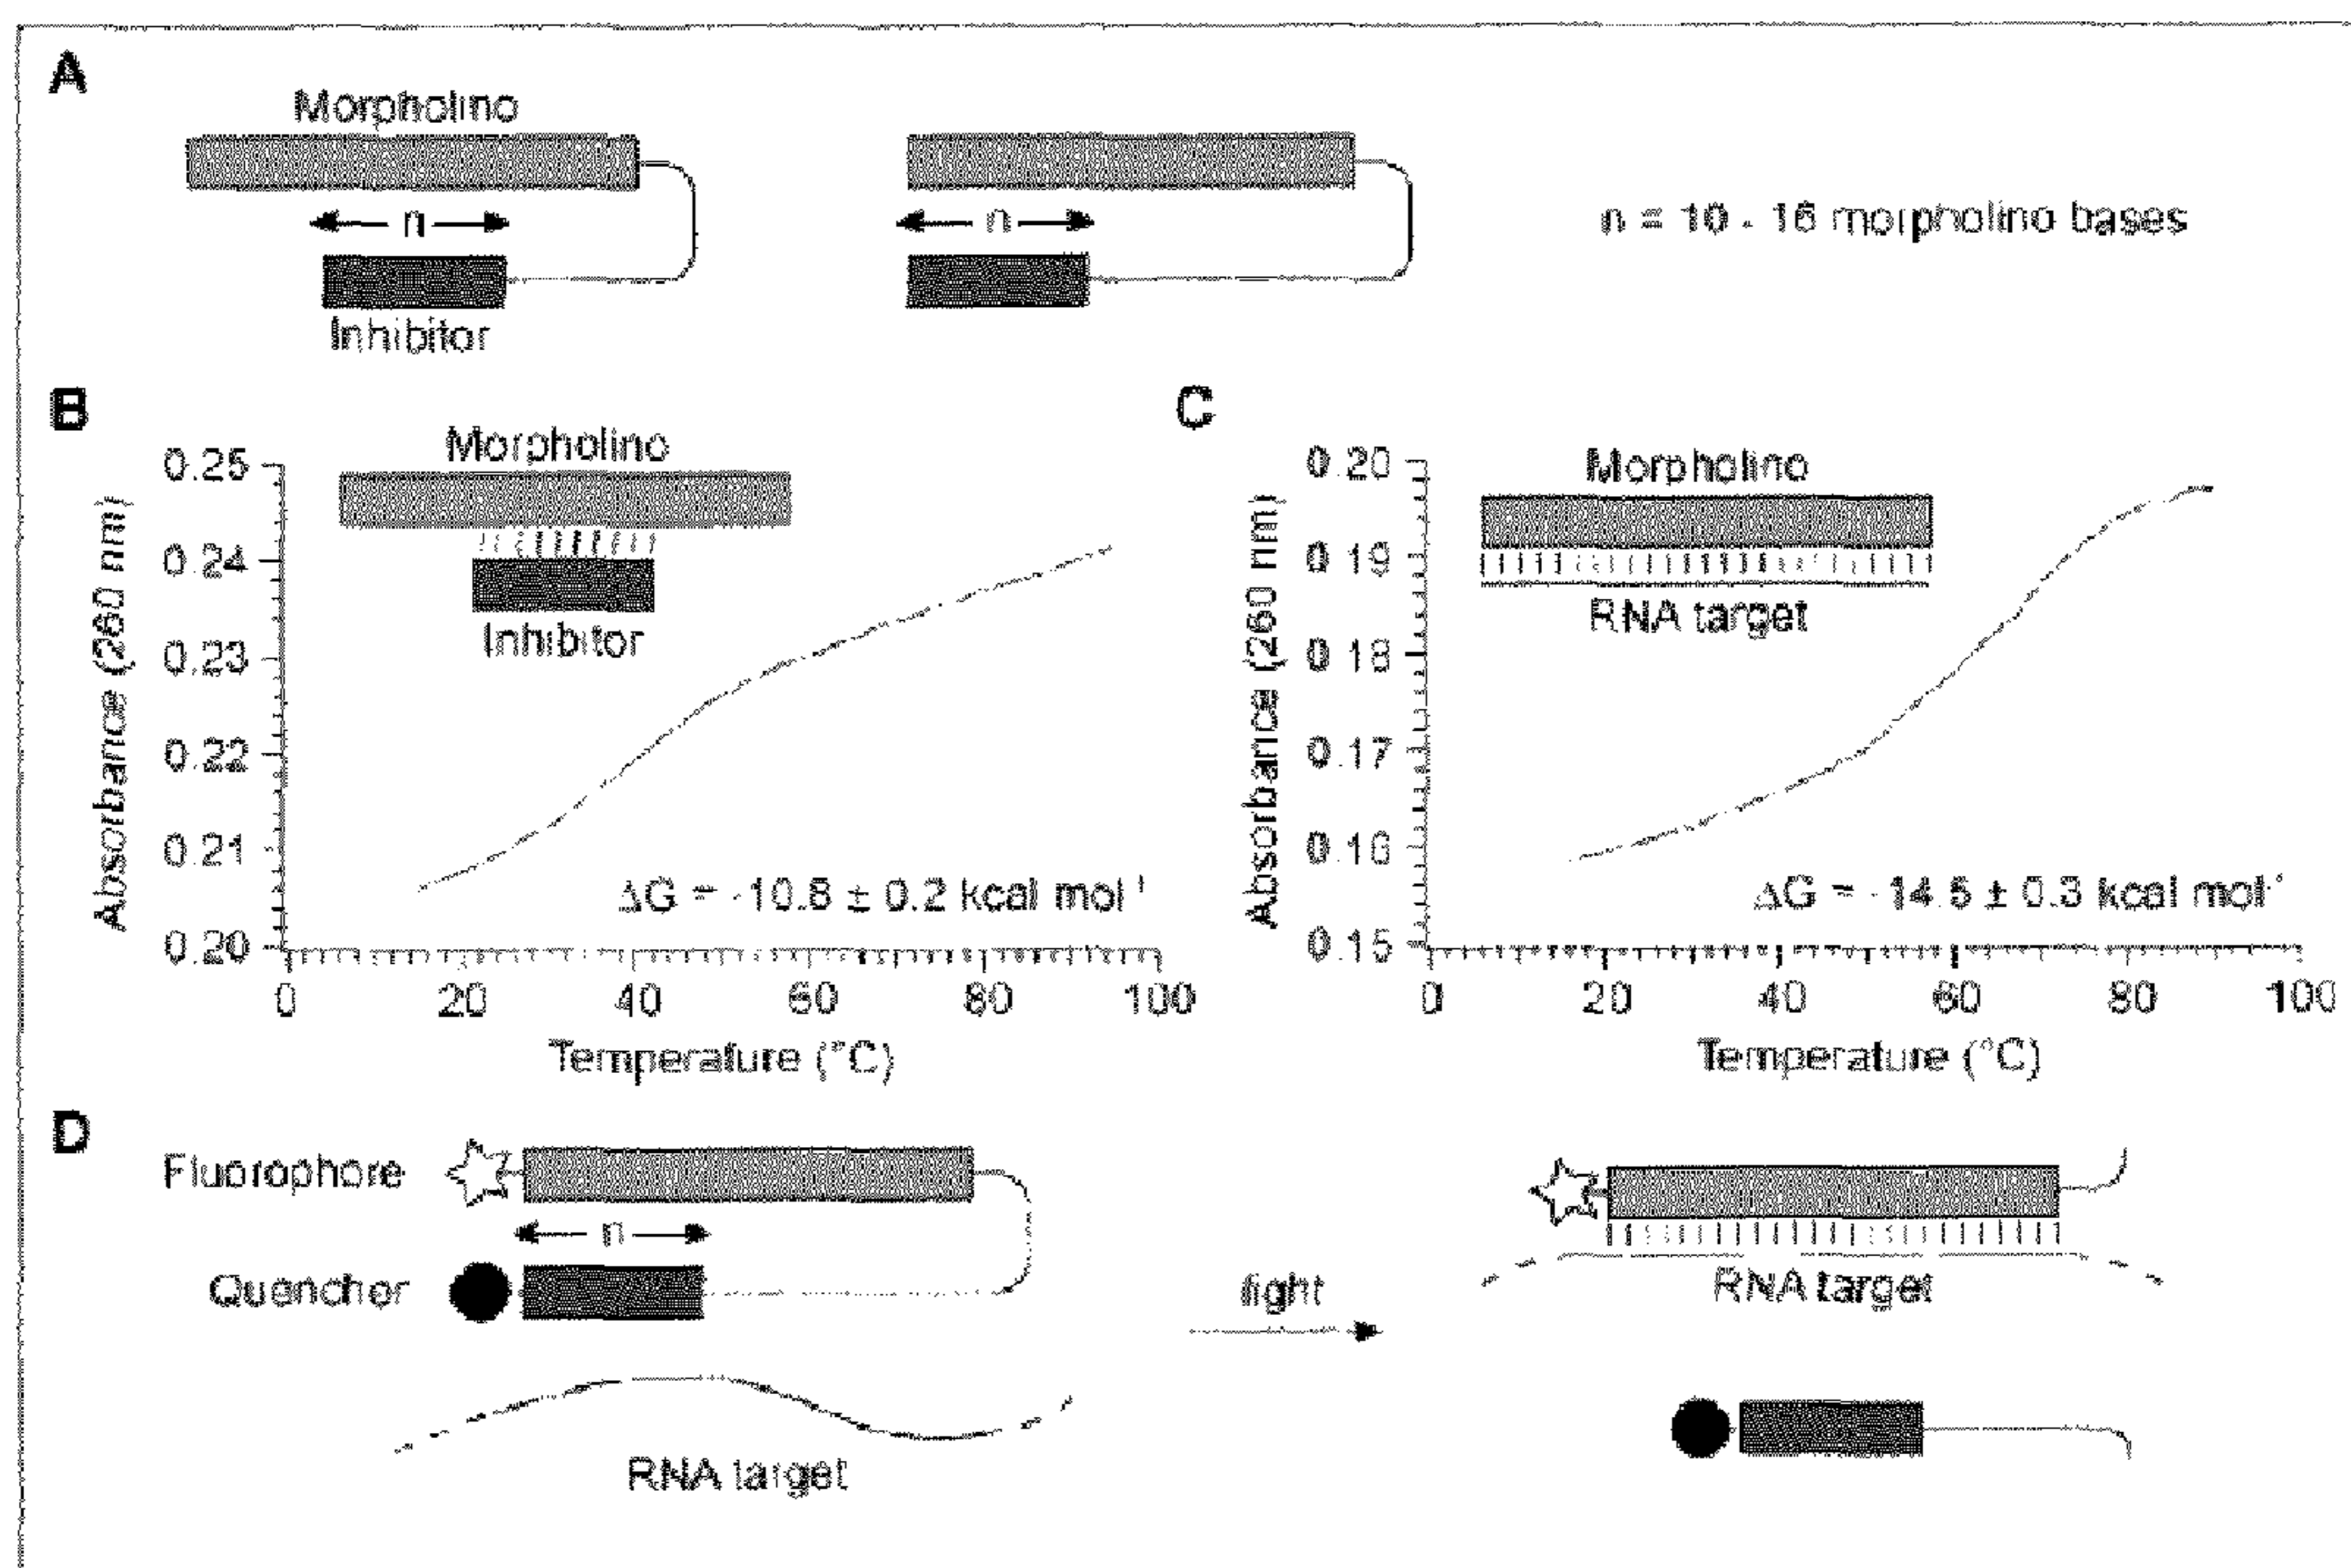 A
Morpholino
n
n
n = 10 - 16 morpholino bases
Inhibitor
B
Morpholino
Inhibitor
0.25
0.24
0.23
0.22
0.21
0.20
Absorbance (260 nm)
ΔG = -10.8 ± 0.2 kcal mol
0
20
40
60
80
100
Temperature (°C)
C
Morpholino
RNA target
0.20
0.19
0.18
0.17
0.16
0.15
Absorbance (260 nm)
ΔG = -14.5 ± 0.3 kcal mol
0
20
40
60
80
100
Temperature (°C)
D
Fluorophore
n
Quencher
RNA target
light
RNA target